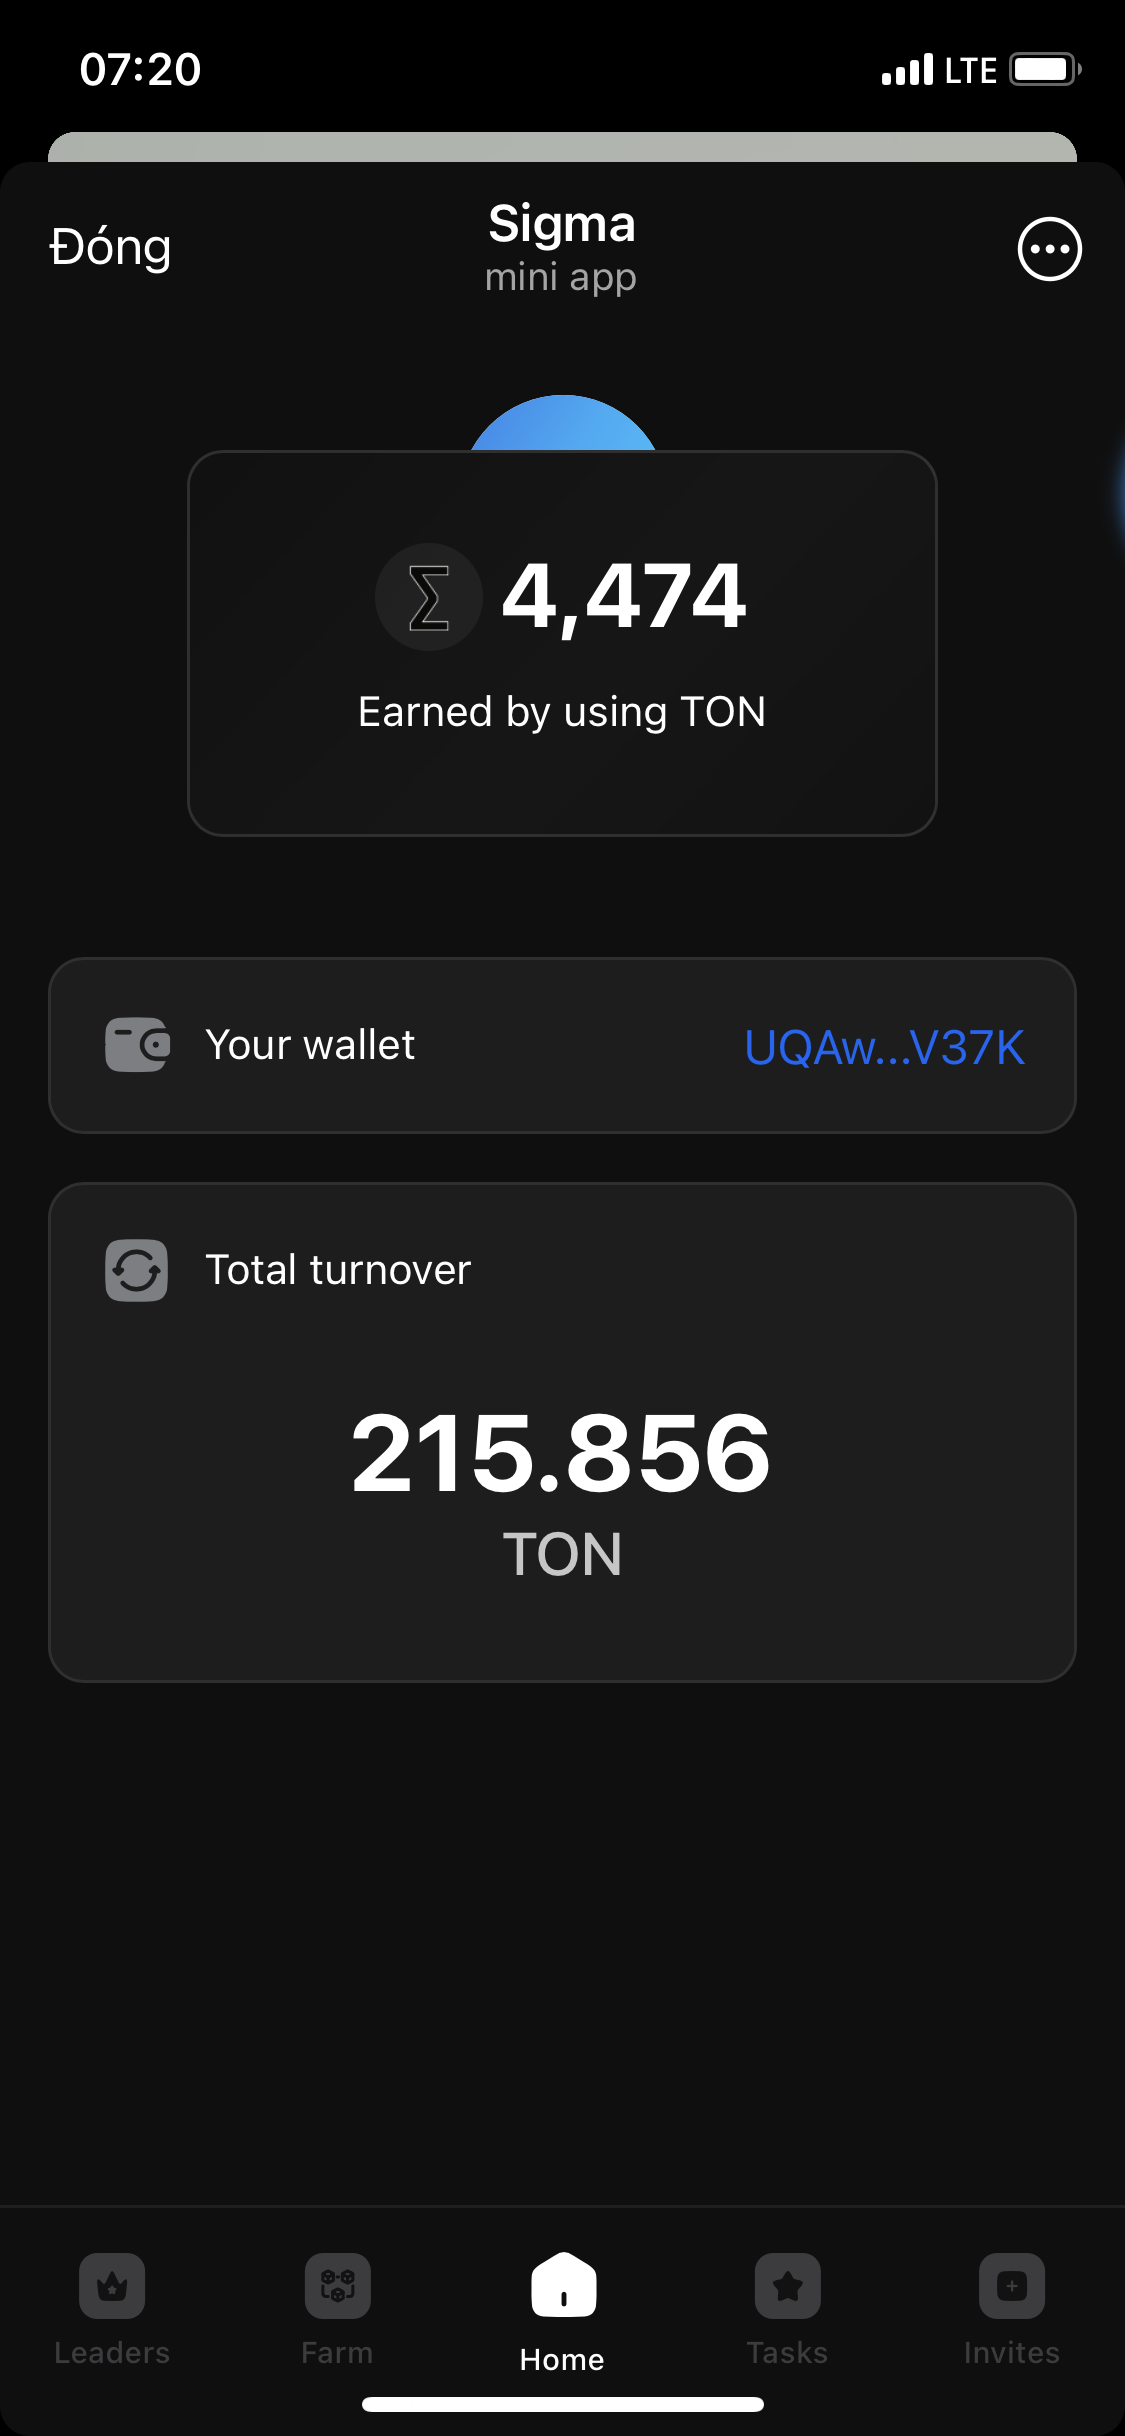 07:20
LTE
Đóng
Sigma
mini app
Σ 4,474
Earned by using TON
Your wallet
UQAw...V37K
Total turnover
215.856
TON
Leaders
Farm
Home
Tasks
Invites